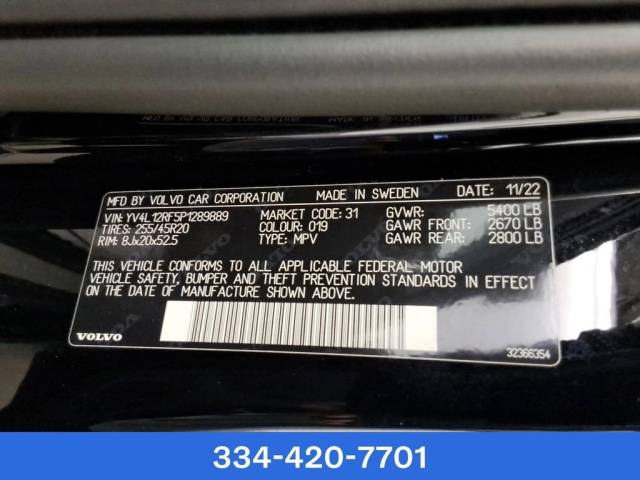 MFD BY VOLVO CAR CORPORATION MADE IN SWEDEN 11/22
VIN: YV4L12RF5P1289889 MARKET CODE: 31 GVWR: 5400 LB
TIRES: 255/45R20 COLOUR: 019 GAWR FRONT: 2670 LB
RIM: 8Jx20x52.5 TYPE: MPV GAWR REAR: 2800 LB
THIS VEHICLE CONFORMS TO ALL APPLICABLE FEDERAL MOTOR
VEHICLE SAFETY, BUMPER AND THEFT PREVENTION STANDARDS IN EFFECT
ON THE DATE OF MANUFACTURE SHOWN ABOVE.
VOLVO 32366354
334-420-7701